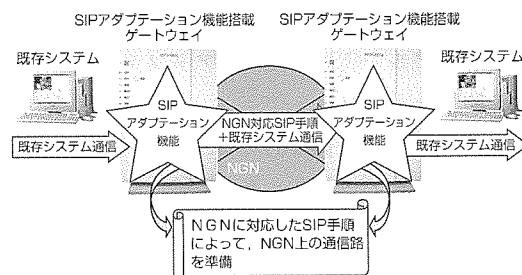 SIPアダプテーション機能搭載
ゲートウェイ
SIPアダプテーション機能搭載
ゲートウェイ
既存システム
既存システム
SIP
アダプテーション
機能
NGN対応SIP手順
+既存システム通信
SIP
アダプテーション
機能
既存システム通信
既存システム通信
NGN
NGNに対応したSIP手順
によって,NGN上の通信路
を準備